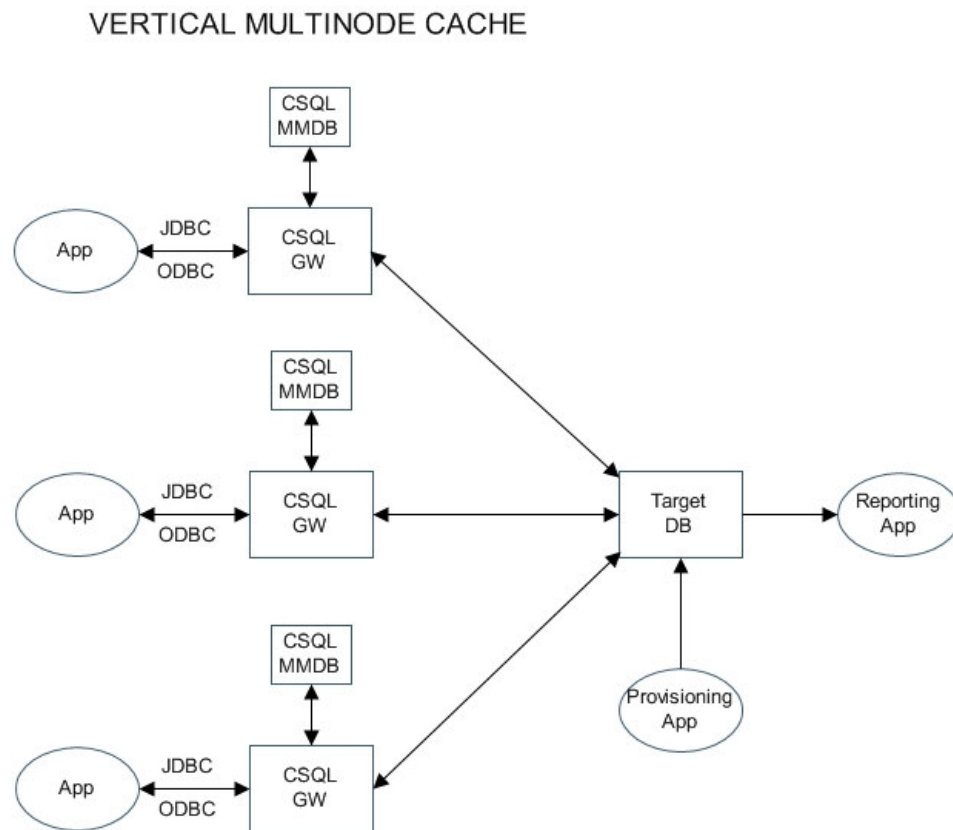 VERTICAL MULTINODE CACHE
CSQL
MMDB
App
JDBC
ODBC
CSQL
GW
CSQL
MMDB
App
JDBC
ODBC
CSQL
GW
Target
DB
Reporting
App
CSQL
MMDB
Provisioning
App
App
JDBC
ODBC
CSQL
GW